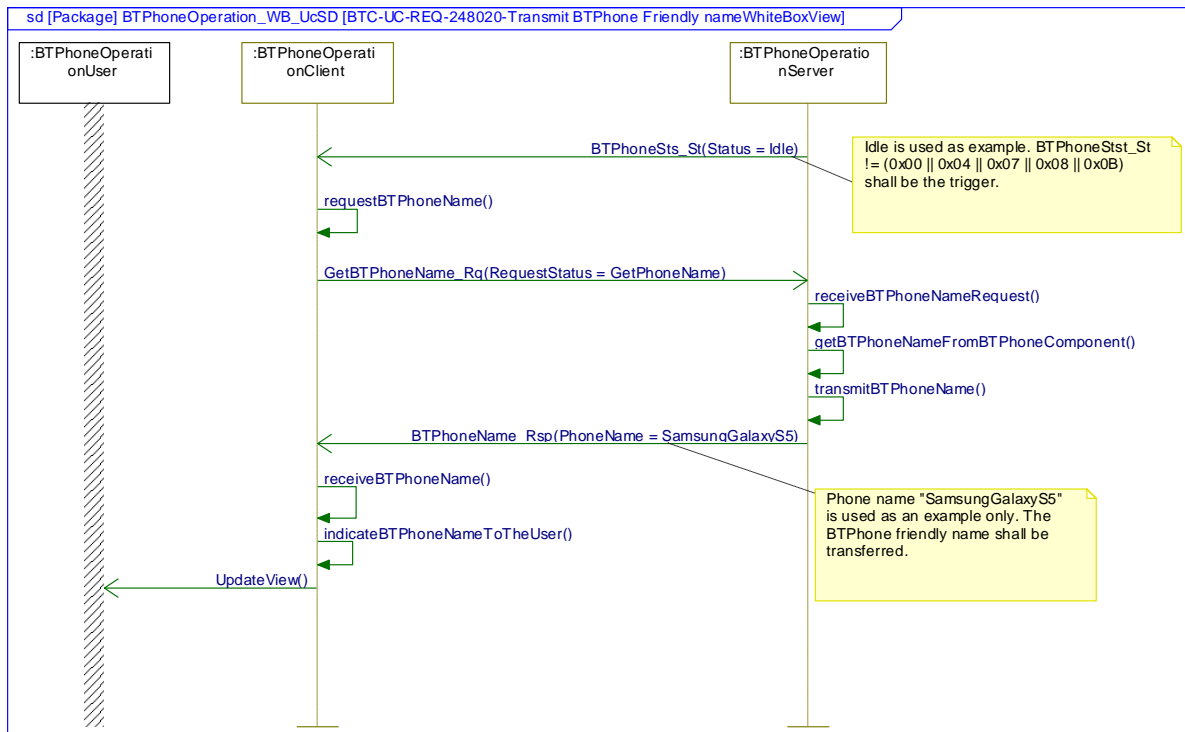 sd [Package] BTPhoneOperation_WB_UcSD [BTC-UC-REQ-248020-Transmit BTPhone Friendly nameWhiteBoxView]
:BTPhoneOperati
onUser
:BTPhoneOperati
onClient
:BTPhoneOperatio
nServer
BTPhoneSts_St(Status = Idle)
Idle is used as example. BTPhoneStst_St
!= (0x00 || 0x04 || 0x07 || 0x08 || 0x0B)
shall be the trigger.
requestBTPhoneName()
GetBTPhoneName_Rq(RequestStatus = GetPhoneName)
receiveBTPhoneNameRequest()
getBTPhoneNameFromBTPhoneComponent()
transmitBTPhoneName()
BTPhoneName_Rsp(PhoneName = SamsungGalaxyS5)
receiveBTPhoneName()
Phone name "SamsungGalaxyS5"
is used as an example only. The
BTPhone friendly name shall be
transferred.
indicateBTPhoneNameToTheUser()
UpdateView()